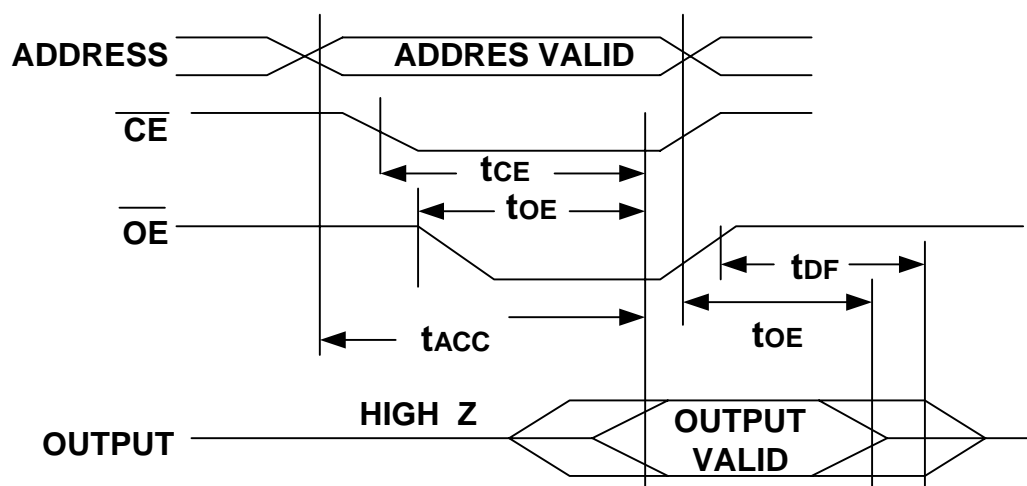 ADDRESS
ADDRES VALID
CE
tCE
tOE
OE
tDF
tACC
tOE
HIGH Z
OUTPUT
OUTPUT
VALID